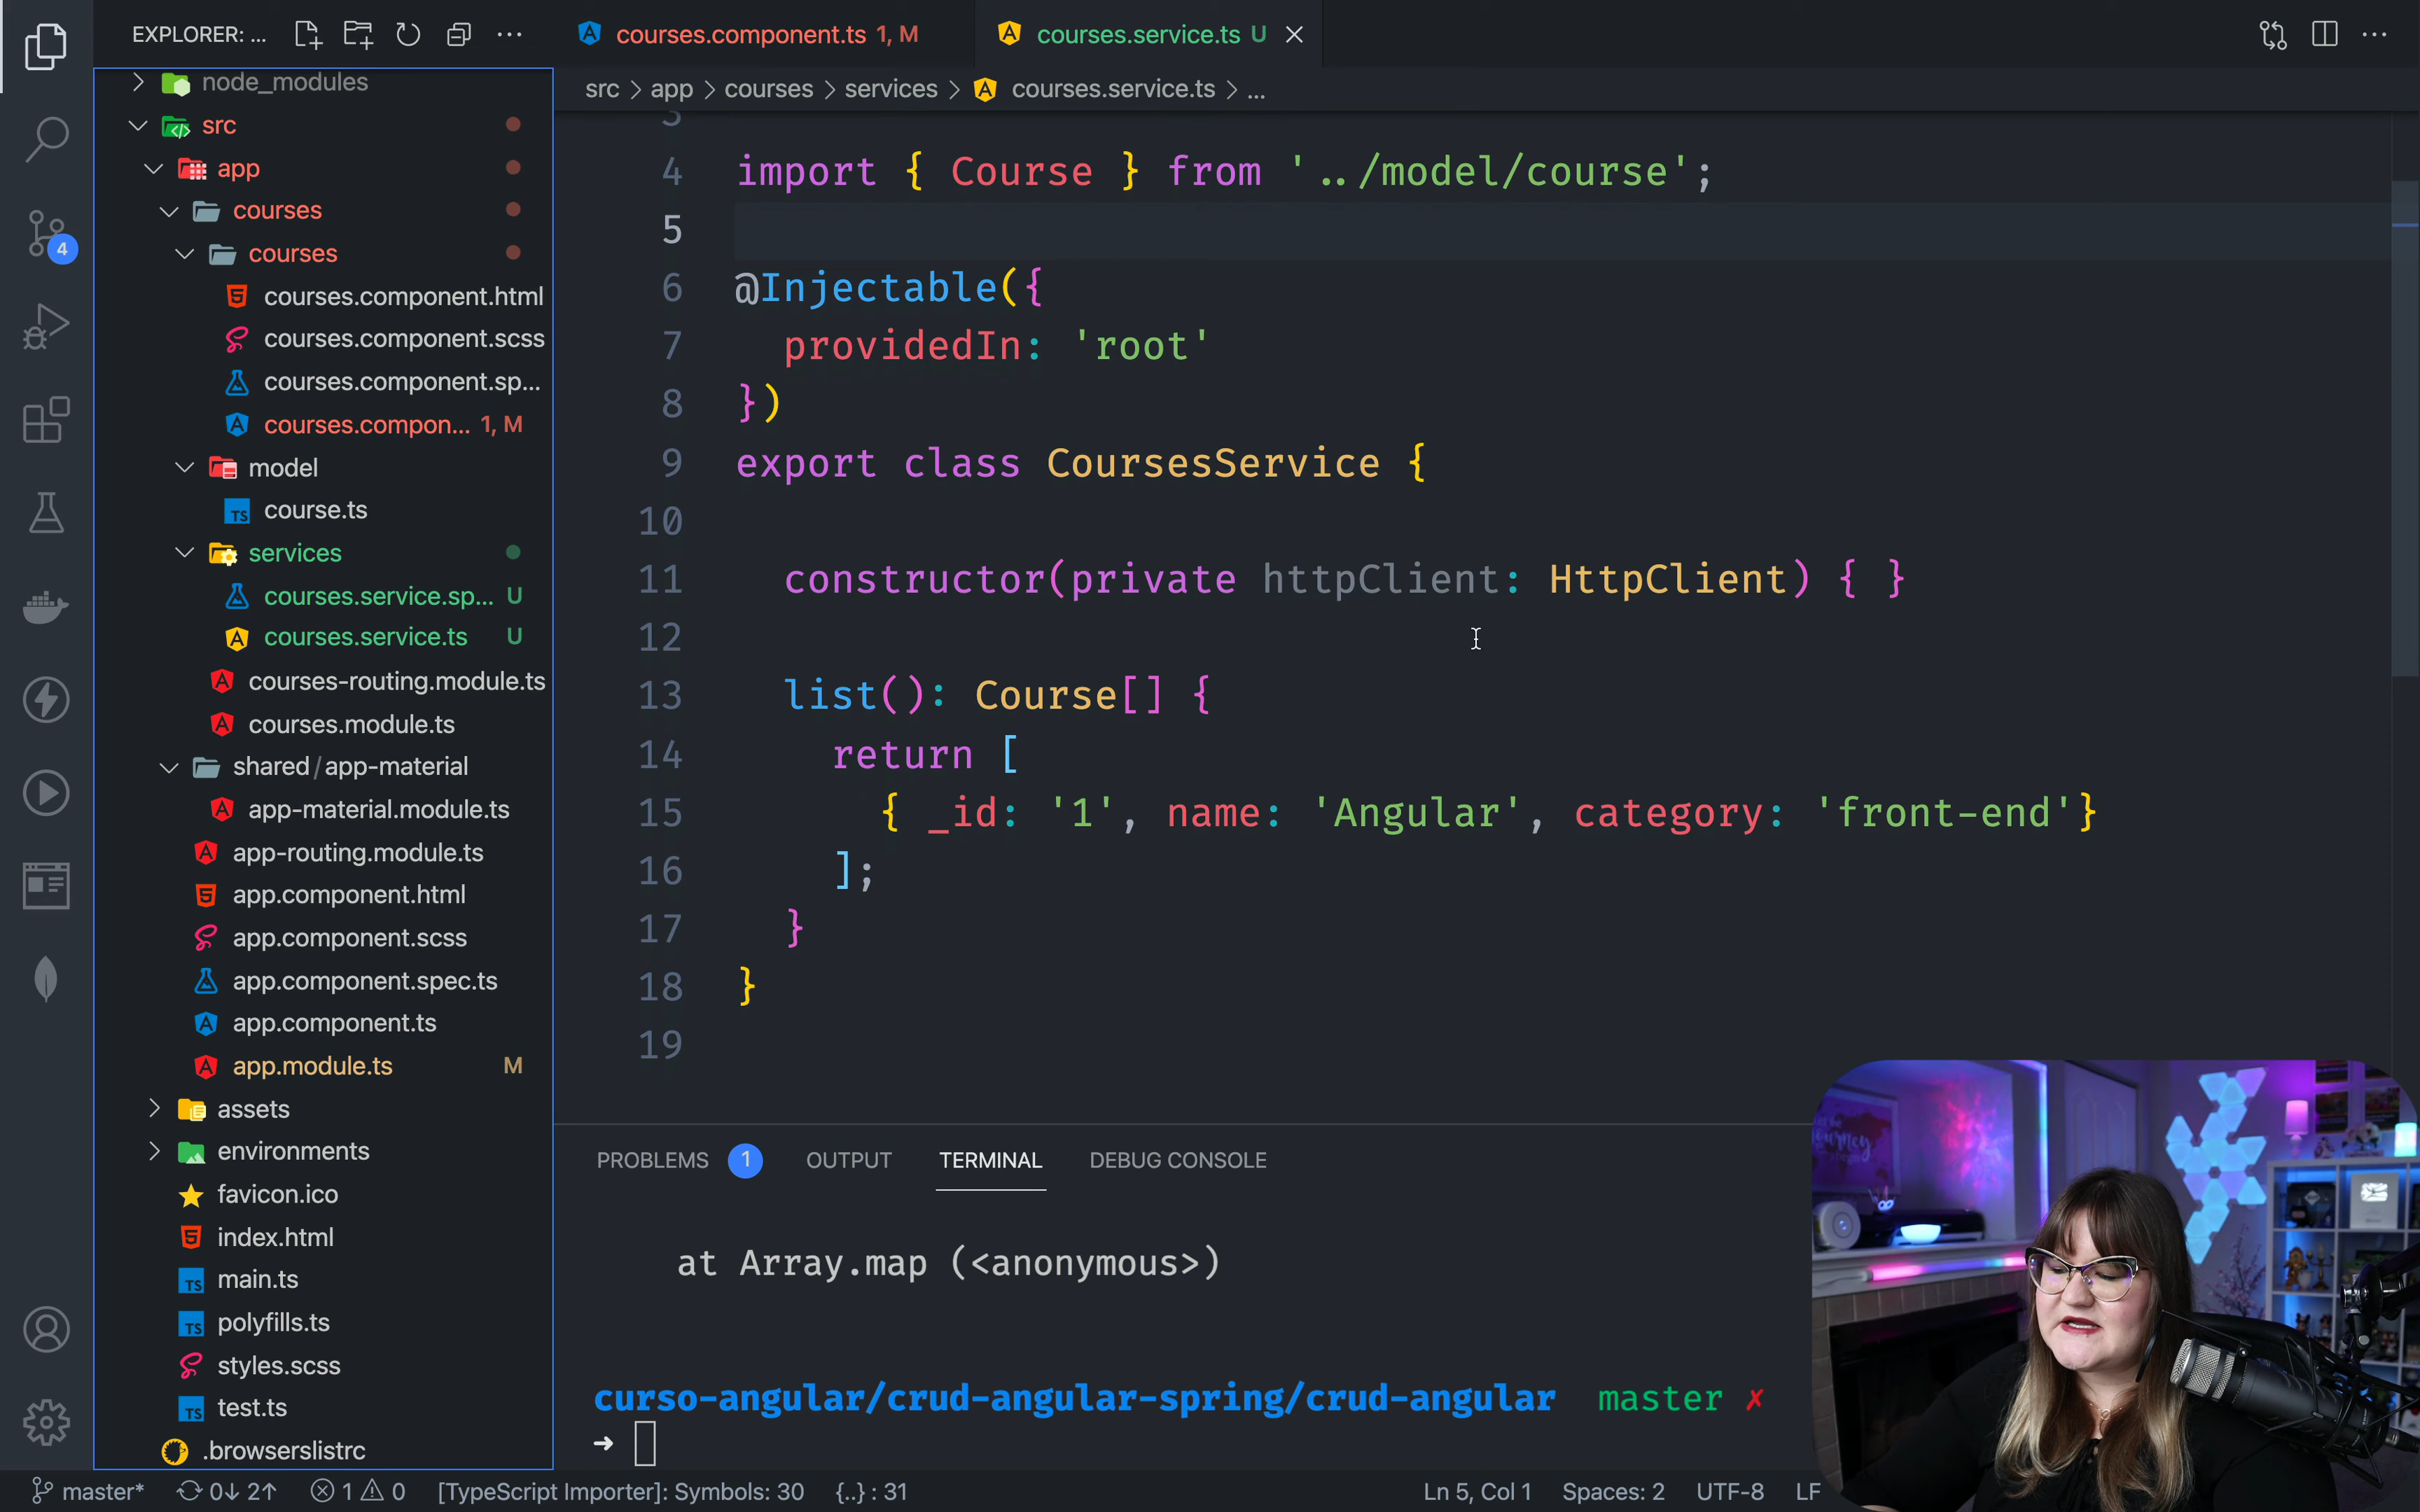 EXPLORER: ...
courses.component.ts 1, M
courses.service.ts U
src > app > courses > services > courses.service.ts > ...
node_modules
src
app
courses
courses
courses.component.html
courses.component.scss
courses.component.sp...
courses.compon... 1, M
model
course.ts
services
courses.service.sp... U
courses.service.ts U
courses-routing.module.ts
courses.module.ts
shared/app-material
app-material.module.ts
app-routing.module.ts
app.component.html
app.component.scss
app.component.spec.ts
app.component.ts
app.module.ts M
assets
environments
favicon.ico
index.html
main.ts
polyfills.ts
styles.scss
test.ts
.browserslistrc
4
3
4 import { Course } from '../model/course';
5
6 @Injectable({
7 providedIn: 'root'
8 })
9 export class CoursesService {
10
11 constructor(private httpClient: HttpClient) { }
12
13 list(): Course[] {
14 return [
15 { _id: '1', name: 'Angular', category: 'front-end'}
16 ];
17 }
18 }
19
PROBLEMS 1 OUTPUT TERMINAL DEBUG CONSOLE
at Array.map (<anonymous>)
curso-angular/crud-angular-spring/crud-angular master ✗
➜
master* 0↓ 2↑ 1 0 [TypeScript Importer]: Symbols: 30 {..} : 31 Ln 5, Col 1 Spaces: 2 UTF-8 LF